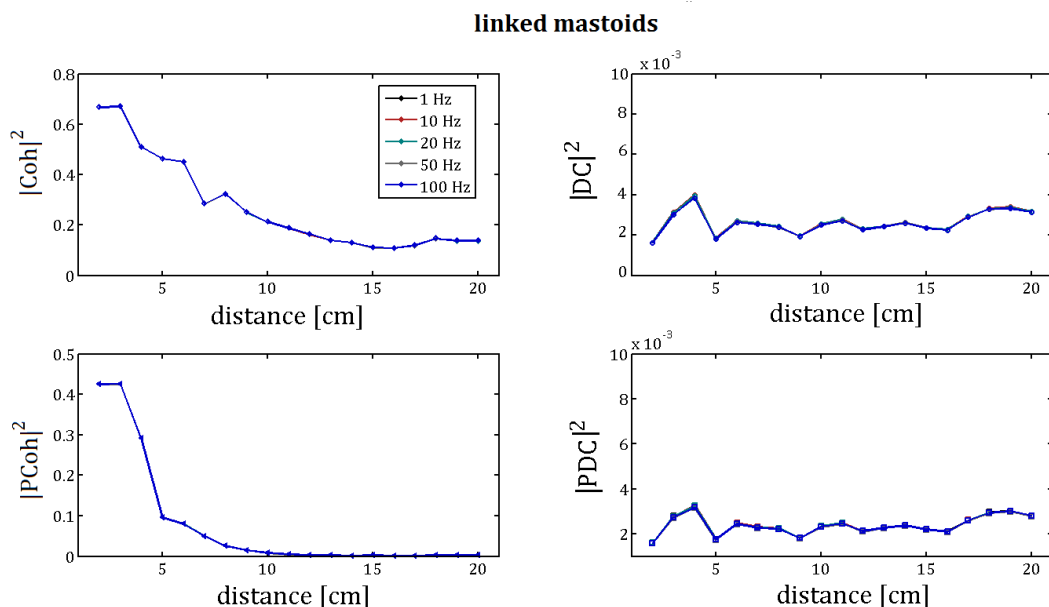 linked mastoids
|Coh|²
0.8
0.6
0.4
0.2
0
5
10
15
20
distance [cm]
1 Hz
10 Hz
20 Hz
50 Hz
100 Hz
x 10⁻³
|DC|²
10
8
6
4
2
0
5
10
15
20
distance [cm]
|PCoh|²
0.5
0.4
0.3
0.2
0.1
0
5
10
15
20
distance [cm]
x 10⁻³
|PDC|²
10
8
6
4
2
5
10
15
20
distance [cm]